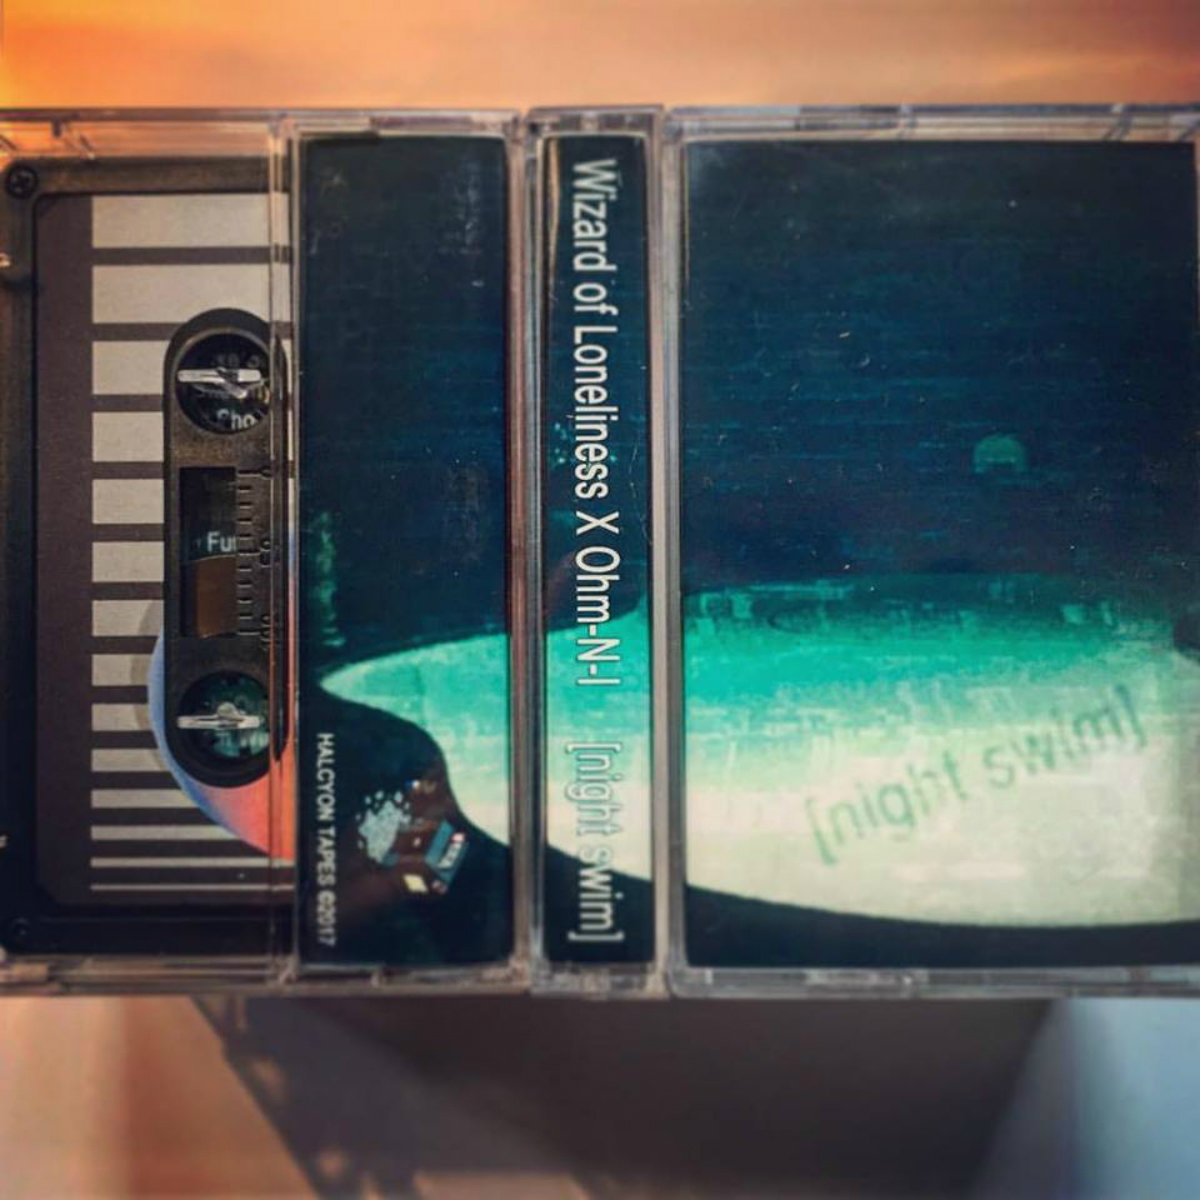 Wizard of Loneliness X Ohm-N-I [night swim]
HALCYON TAPES ©2017
[night swim]